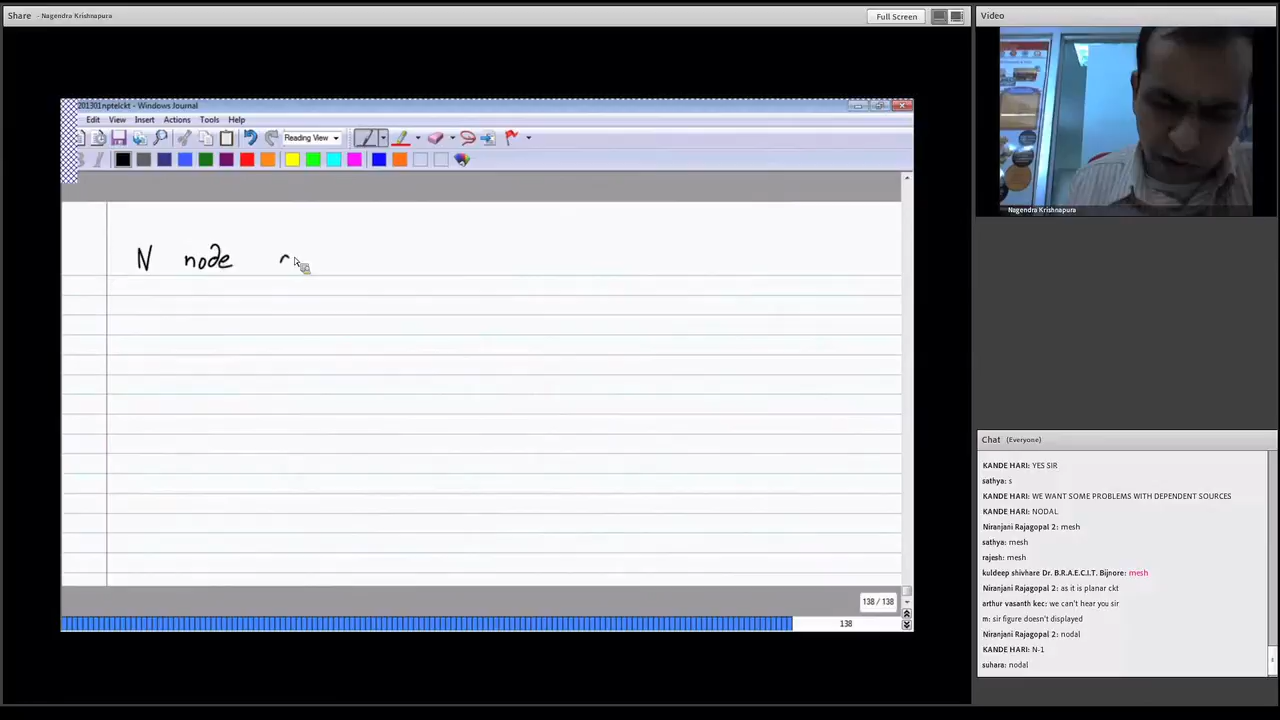 Share - Nagendra Krishnapura
Full Screen
Video
Nagendra Krishnapura
201301nptelckt - Windows Journal
Edit View Insert Actions Tools Help
Reading View
N node
138 / 138
138
Chat (Everyone)
KANDE HARI: YES SIR
sathya: s
KANDE HARI: WE WANT SOME PROBLEMS WITH DEPENDENT SOURCES
KANDE HARI: NODAL
Niranjani Rajagopal 2: mesh
sathya: mesh
rajesh: mesh
kuldeep shivhare Dr. B.R.A.E.C.I.T. Bijnore: mesh
Niranjani Rajagopal 2: as it is planar ckt
arthur vasanth kec: we can't hear you sir
m: sir figure doesn't displayed
Niranjani Rajagopal 2: nodal
KANDE HARI: N-1
suhara: nodal